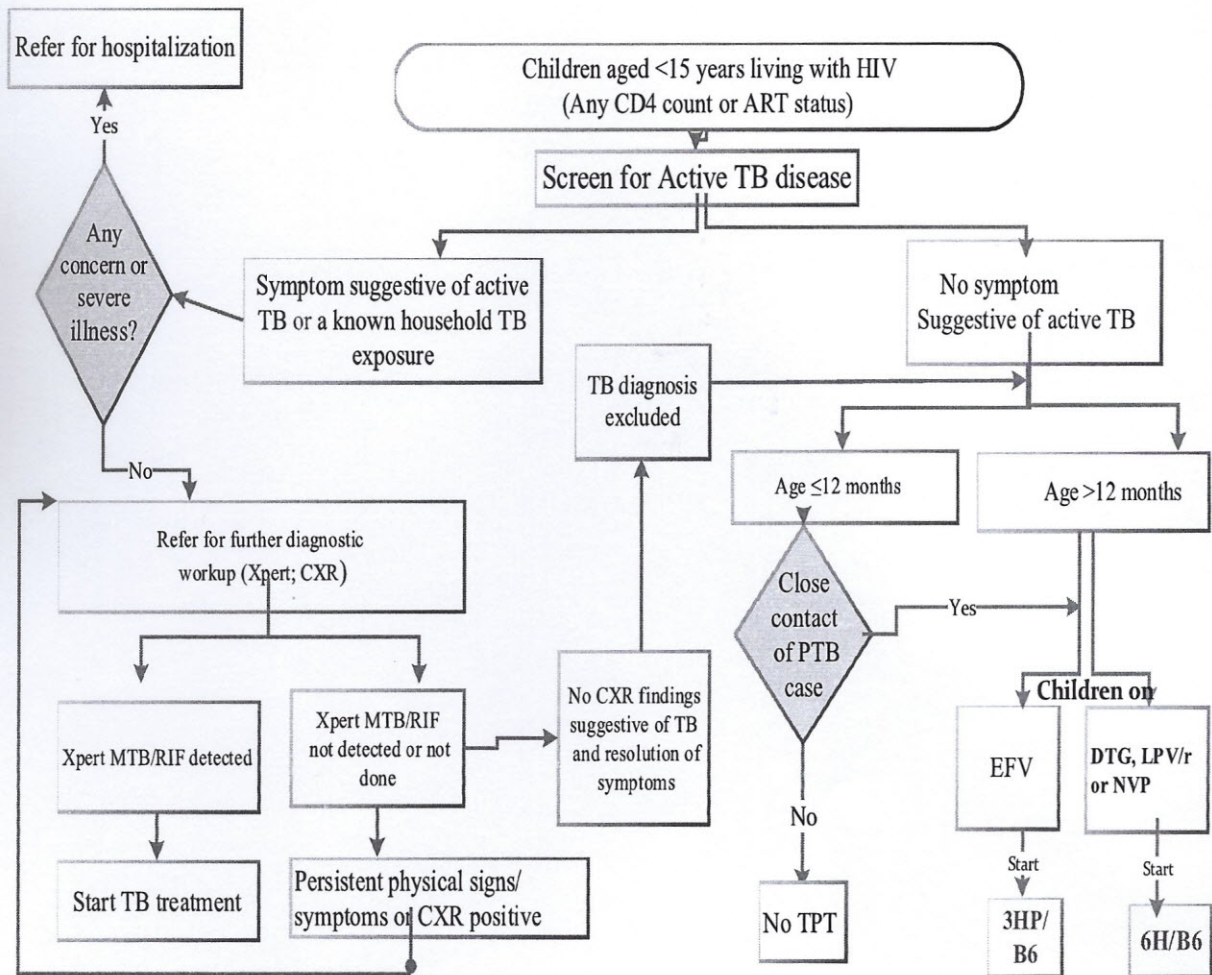 Refer for hospitalization
Children aged <15 years living with HIV
(Any CD4 count or ART status)
Yes
Screen for Active TB disease
Any
concern or
severe
illness?
Symptom suggestive of active
TB or a known household TB
exposure
No symptom
Suggestive of active TB
TB diagnosis
excluded
No
Age ≤12 months
Age >12 months
Refer for further diagnostic
workup (Xpert; CXR)
Close
contact
of PTB
case
Yes
Xpert MTB/RIF detected
Xpert MTB/RIF
not detected or not
done
No CXR findings
suggestive of TB
and resolution of
symptoms
Children on
EFV
DTG, LPV/r
or NVP
No
Start
Start
Start TB treatment
Persistent physical signs/
symptoms or CXR positive
No TPT
3HP/
B6
6H/B6